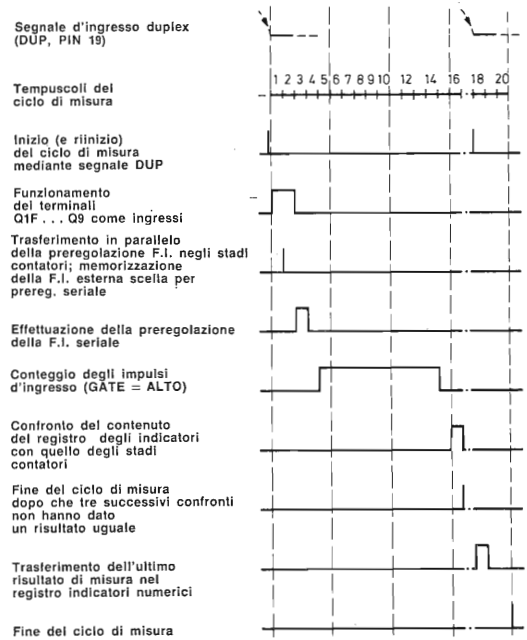 Segnale d'ingresso duplex
(DUP, PIN 19)
1 2 3 4 5 6 7 8 9 10 12 14 16 18 20
Tempuscoli del
ciclo di misura
Inizio (e riinizio)
del ciclo di misura
mediante segnale DUP
Funzionamento
dei terminali
Q1F . . . Q9 come ingressi
Trasferimento in parallelo
della preregolazione F.I. negli stadi
contatori; memorizzazione
della F.I. esterna scella per
prereg. seriale
Effettuazione della preregolazione
della F.I. seriale
Conteggio degli impulsi
d'ingresso (GATE = ALTO)
Confronto del contenuto
del registro degli indicatori
con quello degli stadi
contatori
Fine del ciclo di misura
dopo che tre successivi confronti
non hanno dato
un risultato uguale
Trasferimento dell'ultimo
risultato di misura nel
registro indicatori numerici
Fine del ciclo di misura